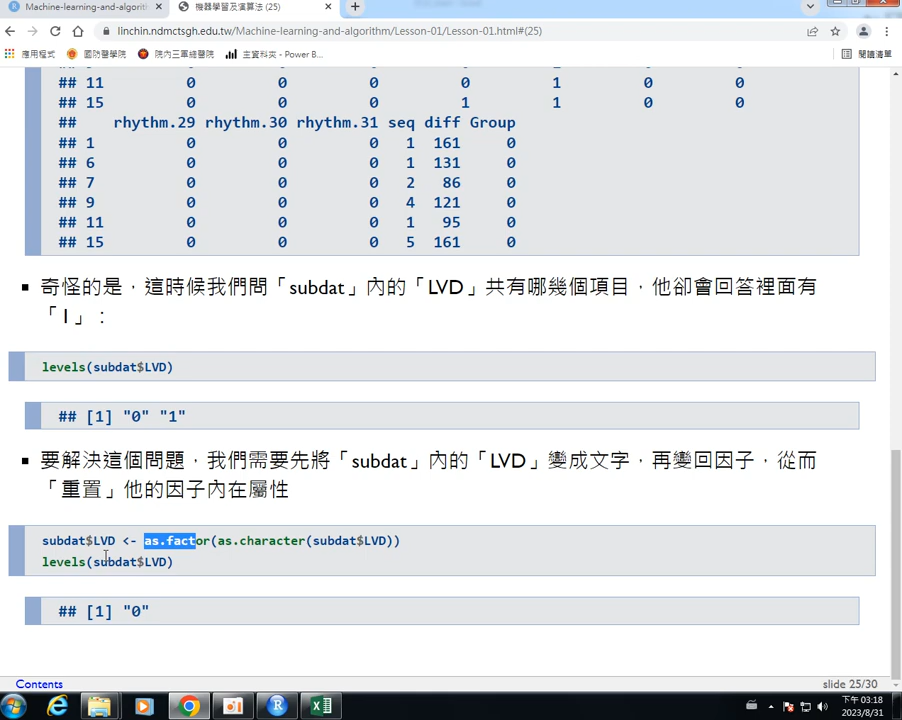 Machine-learning-and-algorith
機器學習及演算法 (25)
linchin.ndmctsgh.edu.tw/Machine-learning-and-algorithm/Lesson-01/Lesson-01.html#(25)
應用程式 國防醫學院 院內三軍總醫院 主資料夾 - Power B... 閱讀清單
## 11 0 0 0 0 1 0 0
## 15 0 0 0 1 1 0 0
## rhythm.29 rhythm.30 rhythm.31 seq diff Group
## 1 0 0 0 1 161 0
## 6 0 0 0 1 131 0
## 7 0 0 0 2 86 0
## 9 0 0 0 4 121 0
## 11 0 0 0 1 95 0
## 15 0 0 0 5 161 0
▪ 奇怪的是，這時候我們問「subdat」內的「LVD」共有哪幾個項目，他卻會回答裡面有
「1」：
levels(subdat$LVD)
## [1] "0" "1"
▪ 要解決這個問題，我們需要先將「subdat」內的「LVD」變成文字，再變回因子，從而
「重置」他的因子內在屬性
subdat$LVD <- as.factor(as.character(subdat$LVD))
levels(subdat$LVD)
## [1] "0"
Contents
slide 25/30
下午 03:18
2023/8/31